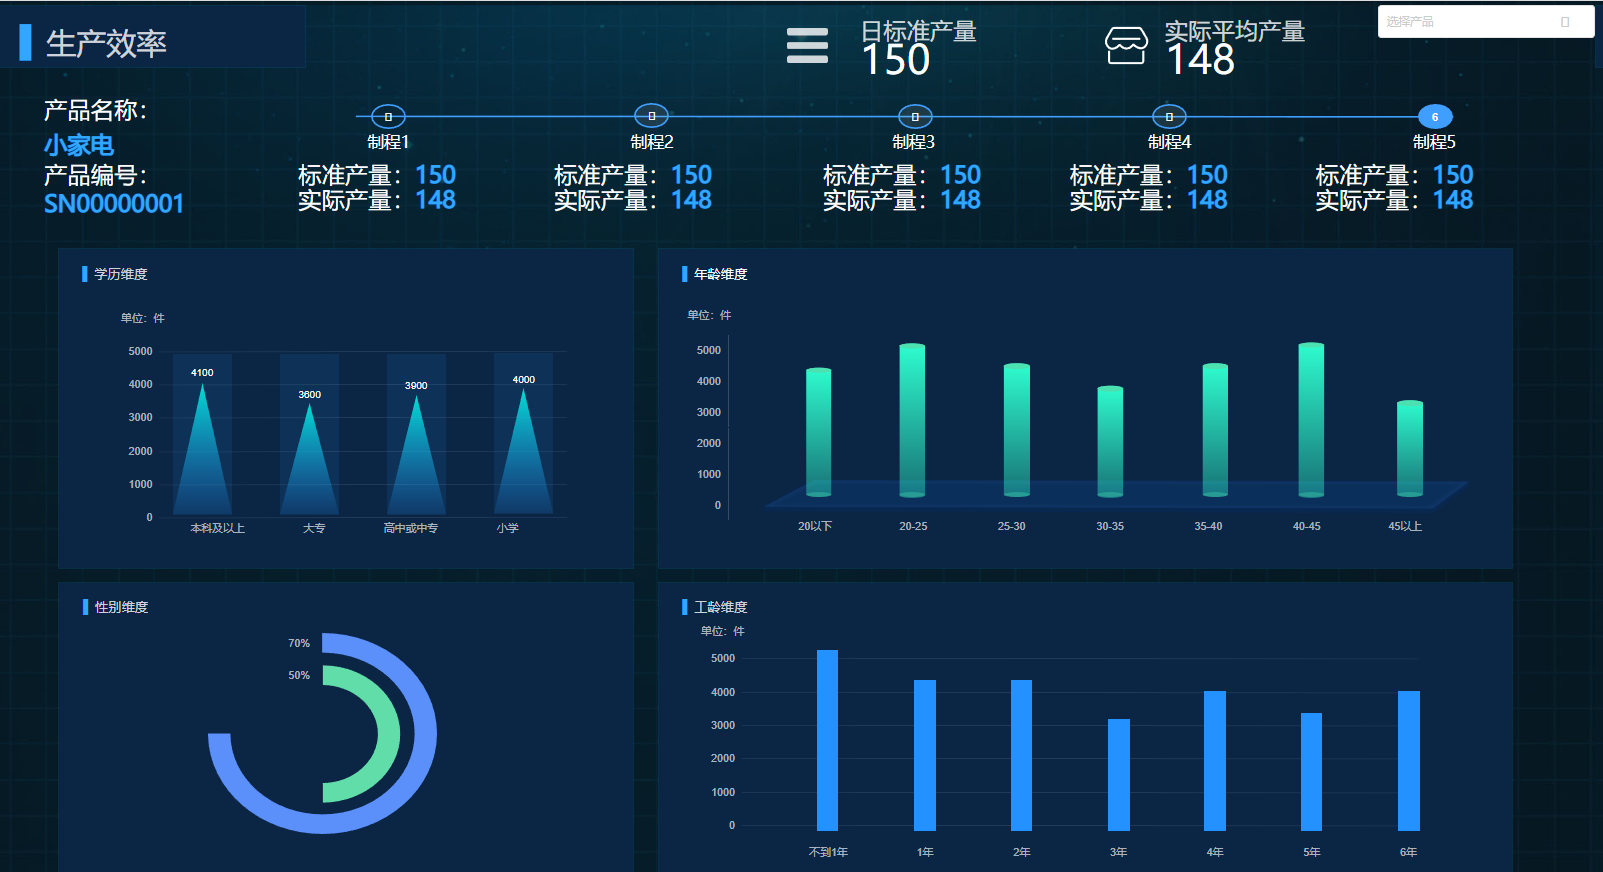 生产效率
日标准产量
150
实际平均产量
148
选择产品
产品名称：
小家电
产品编号：
SN00000001
6
制程1
制程2
制程3
制程4
制程5
标准产量：150
实际产量：148
标准产量：150
实际产量：148
标准产量：150
实际产量：148
标准产量：150
实际产量：148
标准产量：150
实际产量：148
学历维度
单位：件
5000
4000
3000
2000
1000
0
4100
3600
3900
4000
本科及以上
大专
高中或中专
小学
年龄维度
单位：件
5000
4000
3000
2000
1000
0
20以下
20-25
25-30
30-35
35-40
40-45
45以上
性别维度
70%
50%
工龄维度
单位：件
5000
4000
3000
2000
1000
0
不到1年
1年
2年
3年
4年
5年
6年